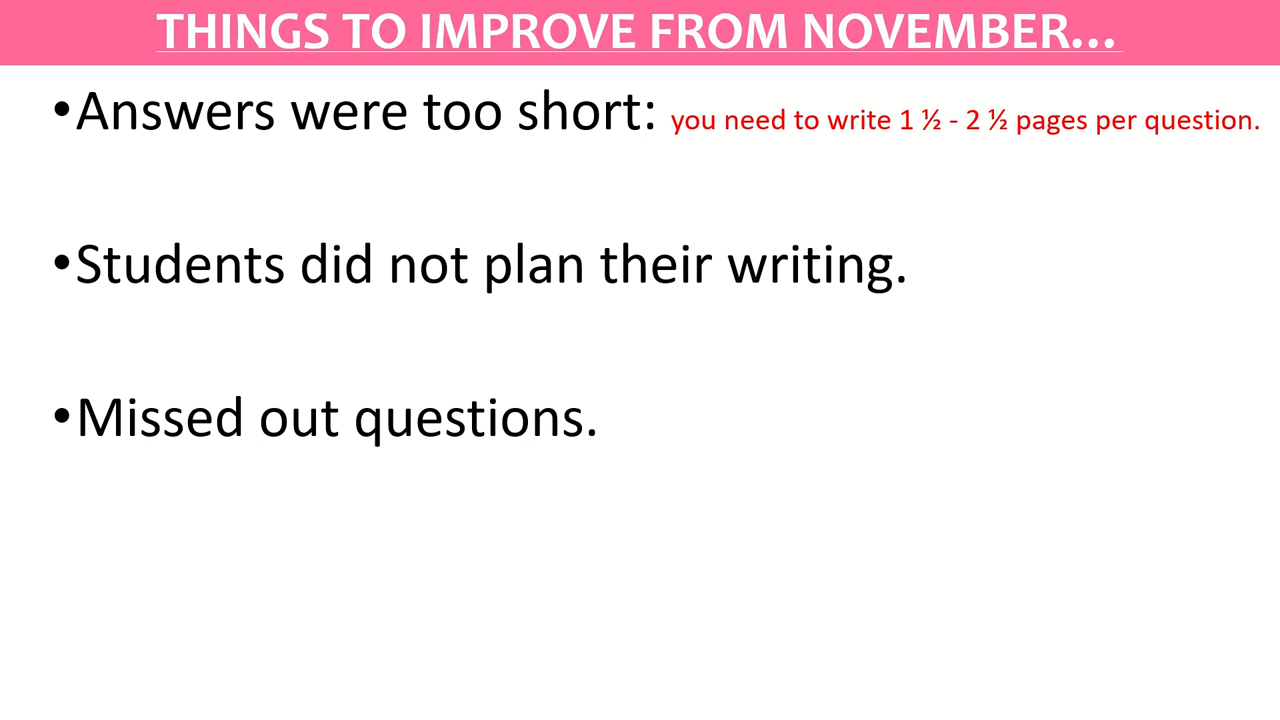 THINGS TO IMPROVE FROM NOVEMBER…
•Answers were too short: you need to write 1 ½ - 2 ½ pages per question.
•Students did not plan their writing.
•Missed out questions.